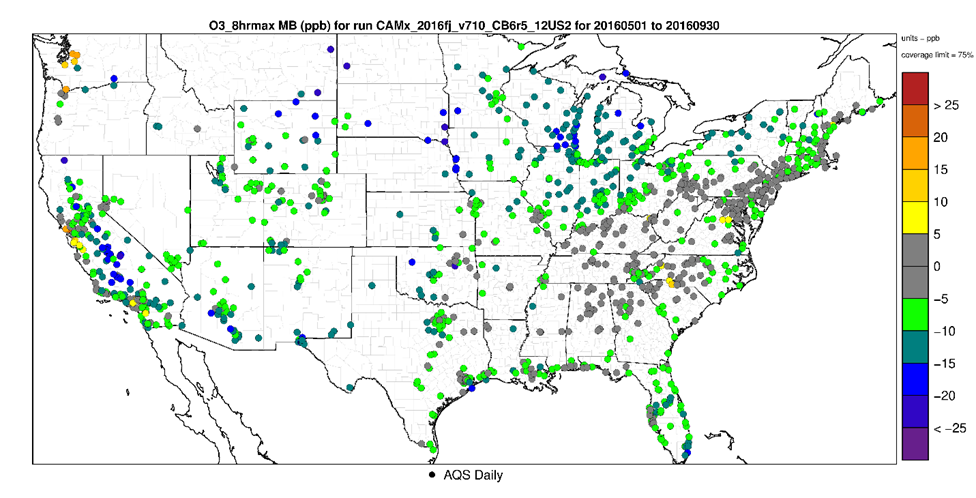 O3_8hrmax MB (ppb) for run CAMx_2016fj_v710_CB6r5_12US2 for 20160501 to 20160930
units = ppb
coverage limit = 75%
> 25
20
15
10
5
0
−5
−10
−15
−20
< −25
● AQS Daily